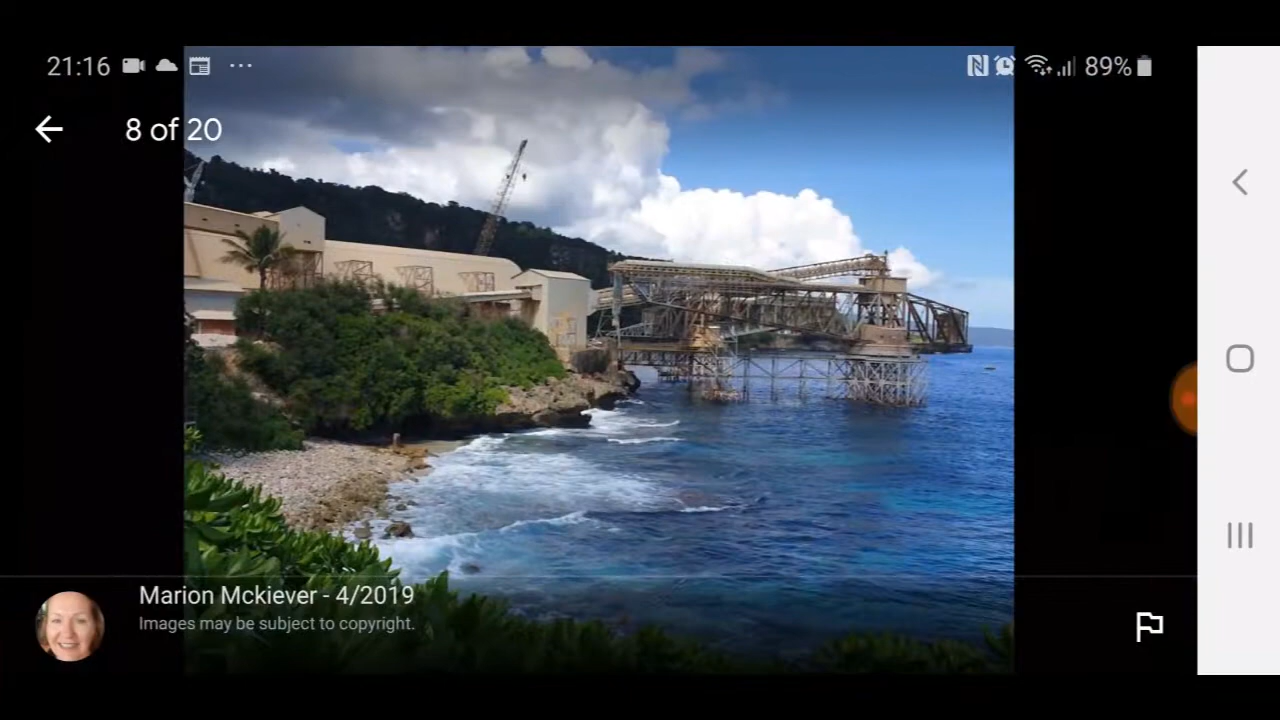 21:16
89%
8 of 20
Marion Mckiever - 4/2019
Images may be subject to copyright.